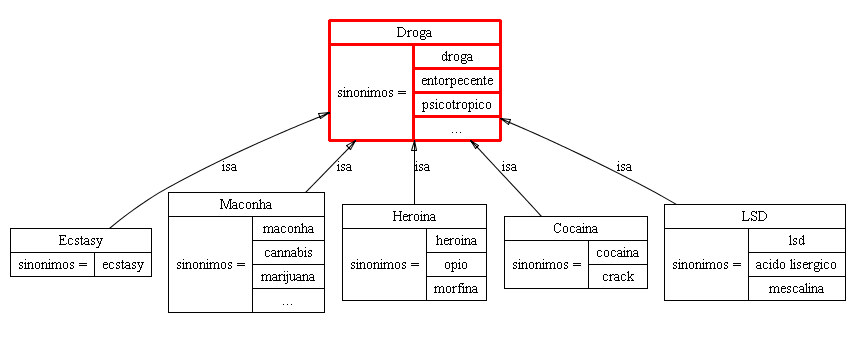 Droga
sinonimos =
droga
entorpecente
psicotropico
...
isa
isa
isa
isa
isa
Ecstasy
sinonimos =
ecstasy
Maconha
sinonimos =
maconha
cannabis
marijuana
...
Heroina
sinonimos =
heroina
opio
morfina
Cocaina
sinonimos =
cocaina
crack
LSD
sinonimos =
lsd
acido lisergico
mescalina